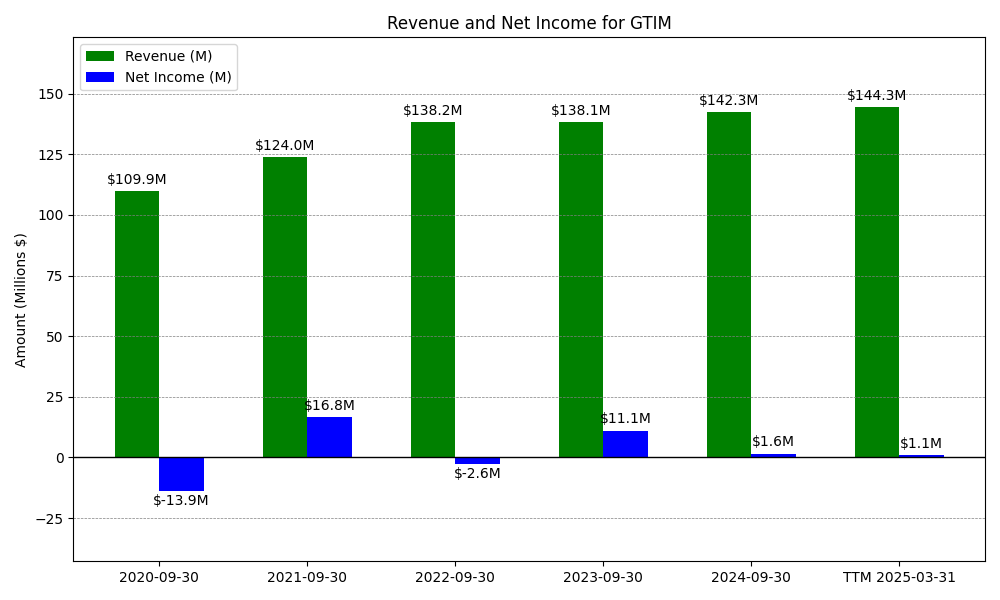 Revenue and Net Income for GTIM
Revenue (M)
Net Income (M)
Amount (Millions $)
150
125
100
75
50
25
0
−25
$109.9M
$124.0M
$138.2M
$138.1M
$142.3M
$144.3M
$-13.9M
$16.8M
$-2.6M
$11.1M
$1.6M
$1.1M
2020-09-30
2021-09-30
2022-09-30
2023-09-30
2024-09-30
TTM 2025-03-31